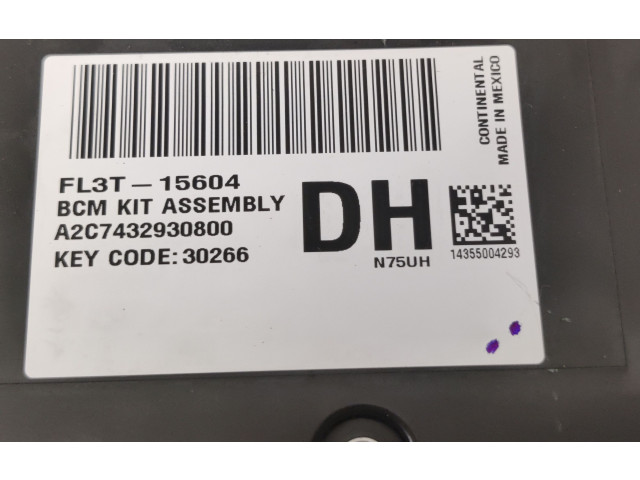 FL3T-15604
BCM KIT ASSEMBLY
A2C7432930800
KEY CODE:30266
DH
N75UH
14355004293
CONTINENTAL
MADE IN MEXICO